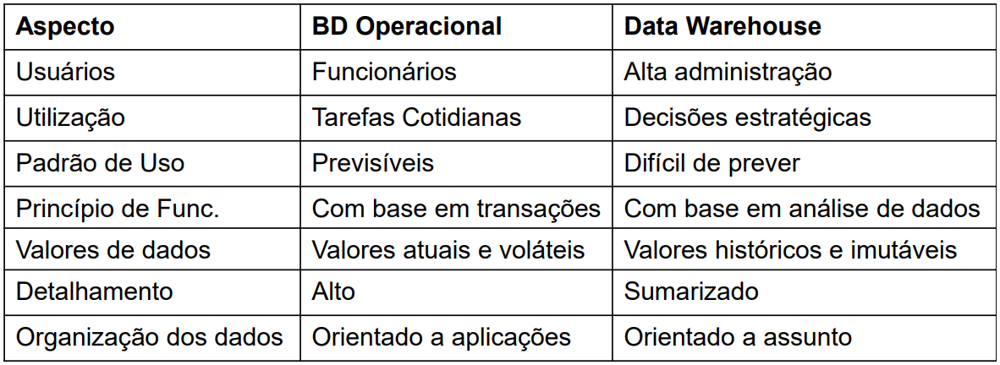 Aspecto BD Operacional Data Warehouse
Usuários Funcionários Alta administração
Utilização Tarefas Cotidianas Decisões estratégicas
Padrão de Uso Previsíveis Difícil de prever
Princípio de Func. Com base em transações Com base em análise de dados
Valores de dados Valores atuais e voláteis Valores históricos e imutáveis
Detalhamento Alto Sumarizado
Organização dos dados Orientado a aplicações Orientado a assunto